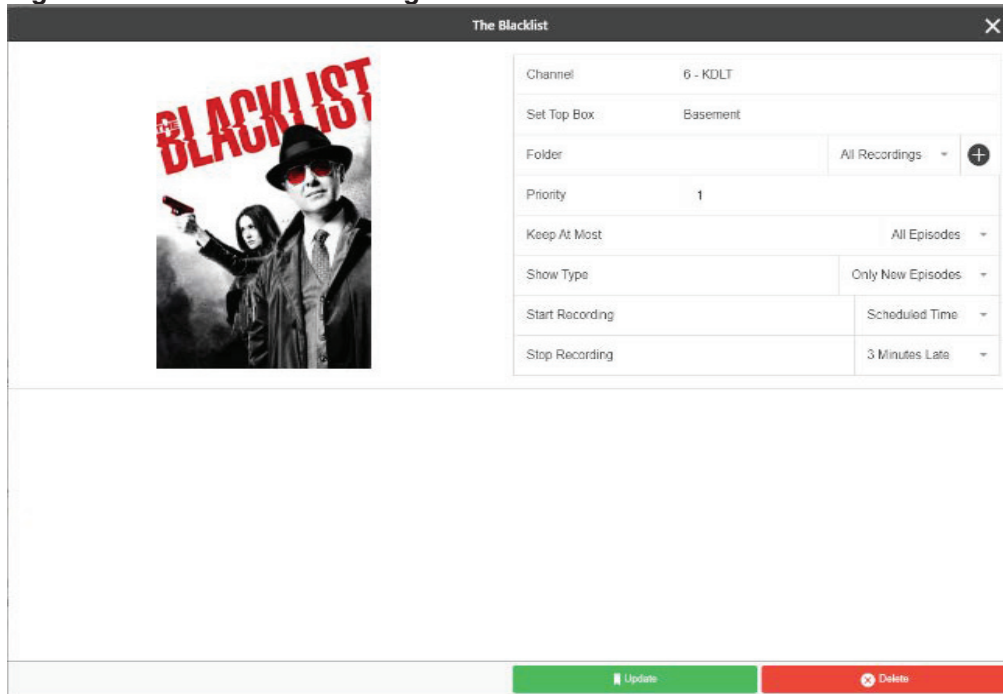 The Blacklist
THE
BLACKLIST
BLACKLIST
Channel 6 - KDLT
Set Top Box Basement
Folder All Recordings
Priority 1
Keep At Most All Episodes
Show Type Only New Episodes
Start Recording Scheduled Time
Stop Recording 3 Minutes Late
Update Delete